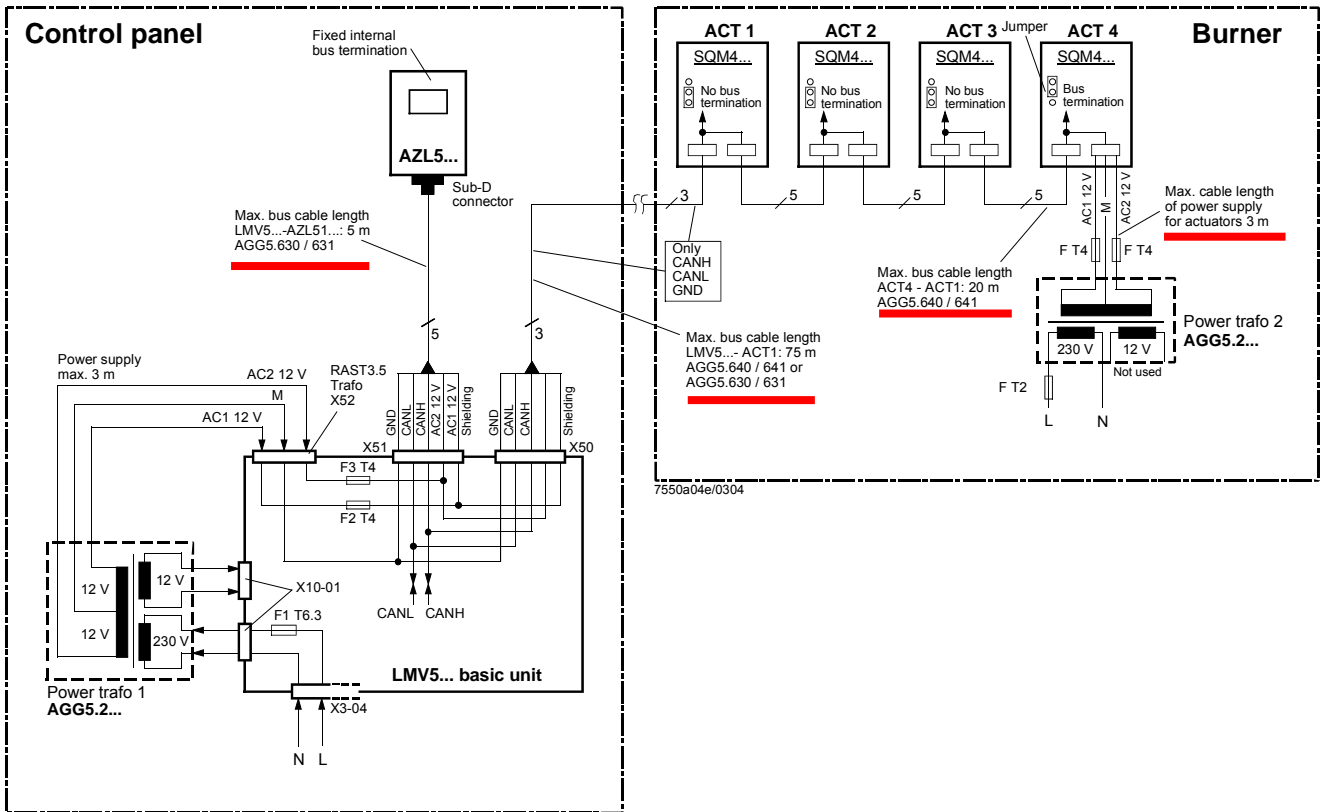 Control panel
Fixed internal
bus termination
AZL5...
Sub-D
connector
Max. bus cable length
LMV5...-AZL51...: 5 m
AGG5.630 / 631
5
3
Power supply
max. 3 m
AC2 12 V
M
AC1 12 V
RAST3.5
Trafo
X52
GND
CANL
CANH
AC2 12 V
AC1 12 V
Shielding
GND
CANL
CANH
Shielding
X51
X50
F3 T4
F2 T4
12 V
12 V
12 V
230 V
X10-01
F1 T6.3
CANL
CANH
LMV5... basic unit
Power trafo 1
AGG5.2...
X3-04
N
L
Burner
ACT 1
ACT 2
ACT 3
Jumper
ACT 4
SQM4...
SQM4...
SQM4...
SQM4...
No bus
termination
No bus
termination
No bus
termination
Bus
termination
3
5
5
5
Only
CANH
CANL
GND
AC1 12 V
M
AC2 12 V
Max. cable length
of power supply
for actuators 3 m
F T4
F T4
Max. bus cable length
ACT4 - ACT1: 20 m
AGG5.640 / 641
Max. bus cable length
LMV5...- ACT1: 75 m
AGG5.640 / 641 or
AGG5.630 / 631
230 V
12 V
Power trafo 2
AGG5.2...
Not used
F T2
L
N
7550a04e/0304